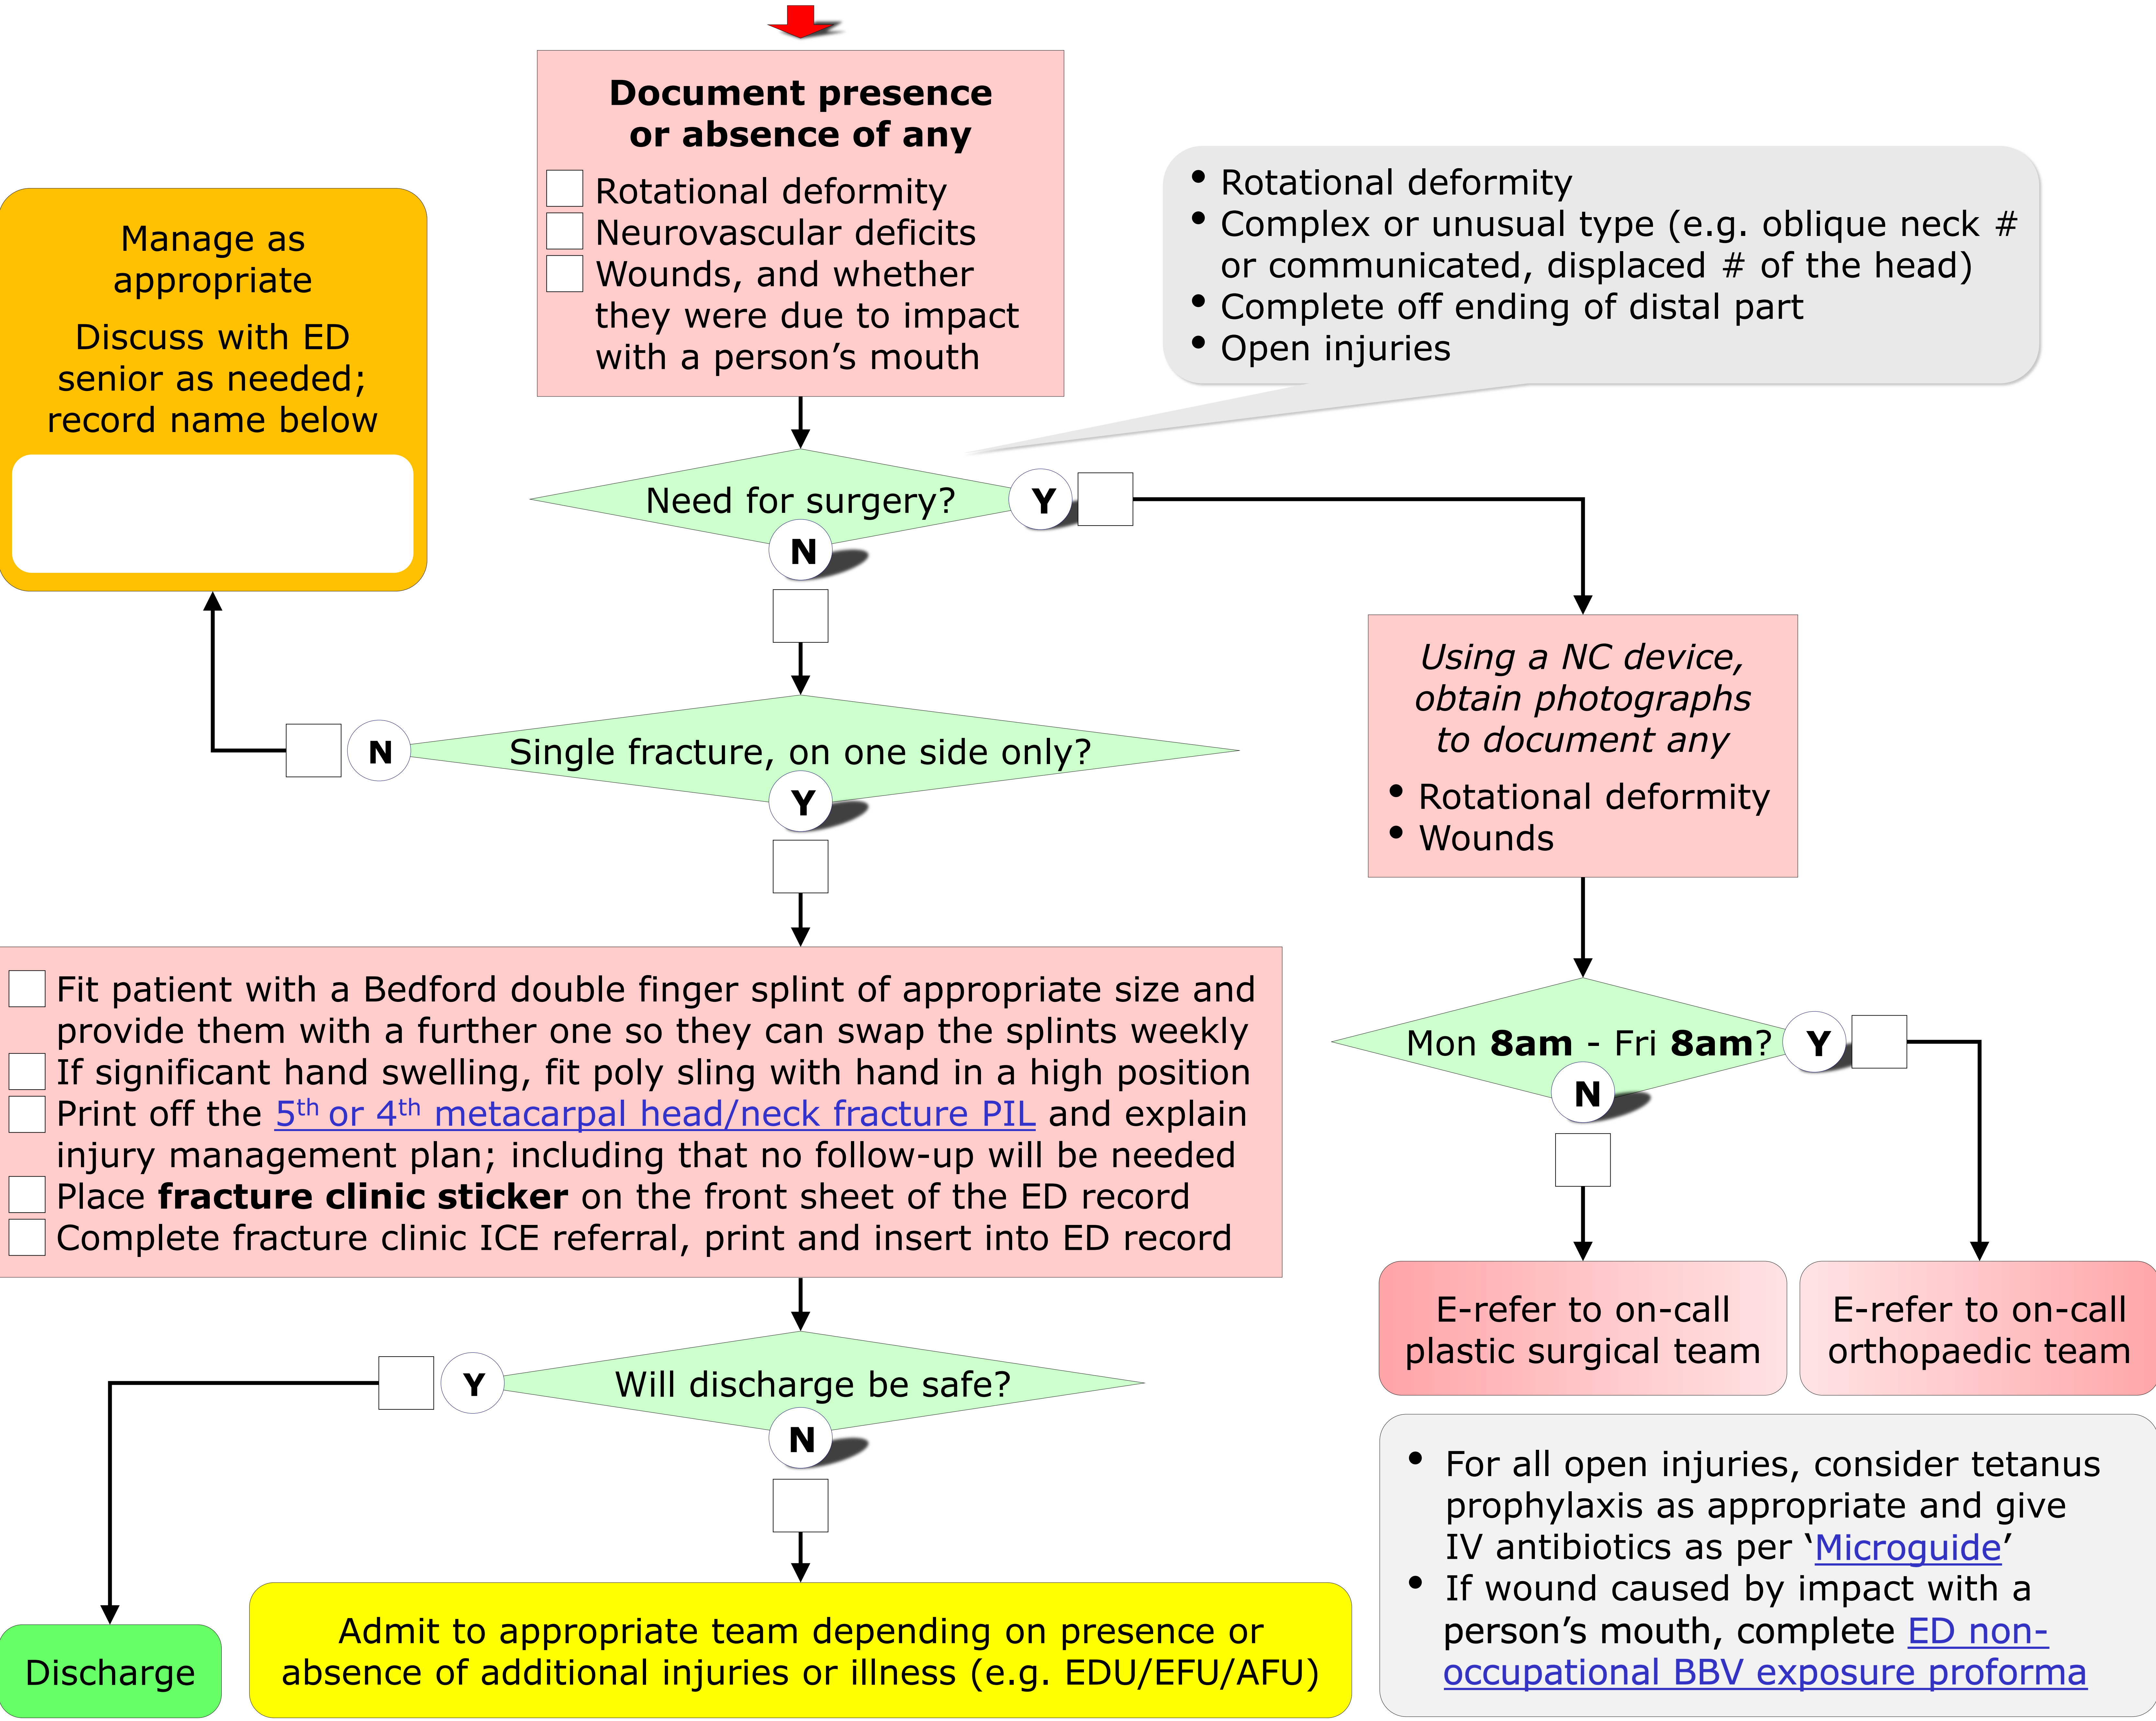 Document presence
or absence of any
Rotational deformity
Neurovascular deficits
Wounds, and whether
they were due to impact
with a person’s mouth
• Rotational deformity
• Complex or unusual type (e.g. oblique neck #
or communicated, displaced # of the head)
• Complete off ending of distal part
• Open injuries
Manage as
appropriate
Discuss with ED
senior as needed;
record name below
Need for surgery?
Y
N
Using a NC device,
obtain photographs
to document any
• Rotational deformity
• Wounds
Single fracture, on one side only?
N
Y
Fit patient with a Bedford double finger splint of appropriate size and
provide them with a further one so they can swap the splints weekly
If significant hand swelling, fit poly sling with hand in a high position
Print off the 5th or 4th metacarpal head/neck fracture PIL and explain
injury management plan; including that no follow-up will be needed
Place fracture clinic sticker on the front sheet of the ED record
Complete fracture clinic ICE referral, print and insert into ED record
Mon 8am - Fri 8am?
Y
N
E-refer to on-call
plastic surgical team
E-refer to on-call
orthopaedic team
Will discharge be safe?
Y
N
Discharge
Admit to appropriate team depending on presence or
absence of additional injuries or illness (e.g. EDU/EFU/AFU)
• For all open injuries, consider tetanus
prophylaxis as appropriate and give
IV antibiotics as per ‘Microguide’
• If wound caused by impact with a
person’s mouth, complete ED non-
occupational BBV exposure proforma